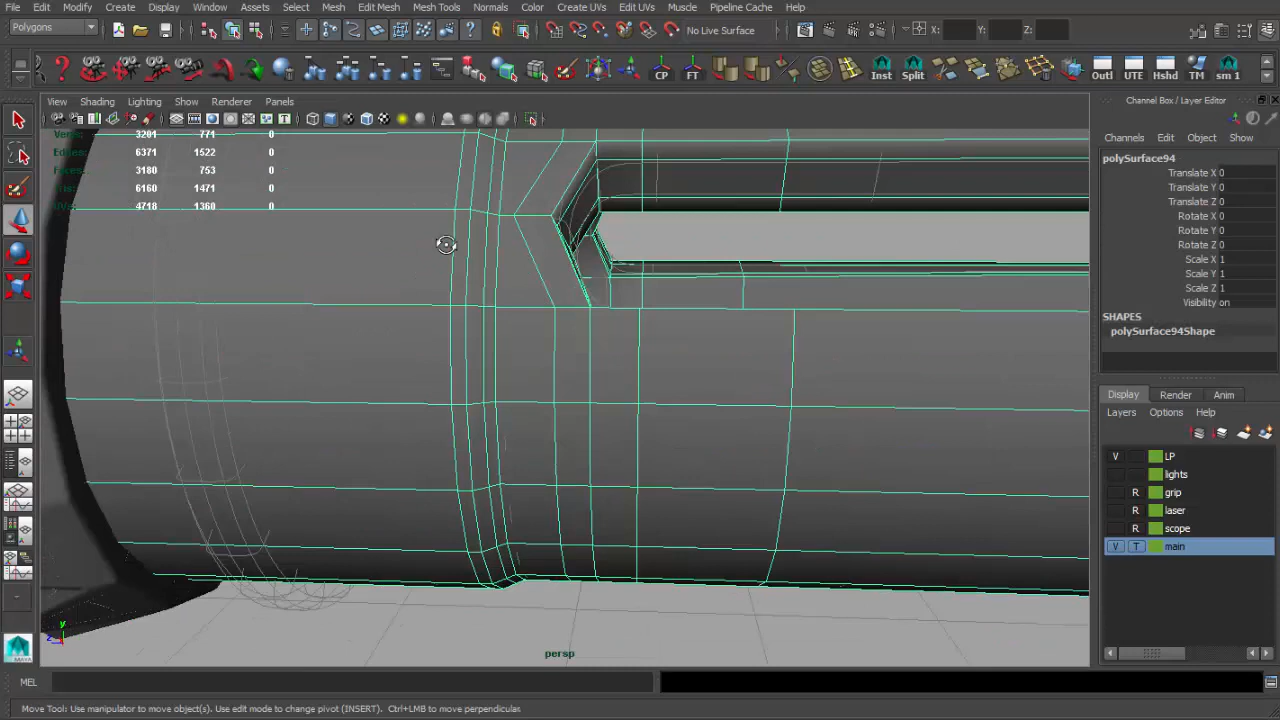 File Edit Modify Create Display Window Assets Select Mesh Edit Mesh Mesh Tools Normals Color Create UVs Edit UVs Muscle Pipeline Cache Help
Polygons No Live Surface X: Y: Z:
CP FT Inst Split Outl UTE Hshd TM sm 1
View Shading Lighting Show Renderer Panels
Channel Box / Layer Editor
Channels Edit Object Show
Verts: 3201 771 0
Edges: 6371 1522 0
Faces: 3180 753 0
Tris: 6160 1471 0
UVs: 4718 1360 0
polySurface94
Translate X 0
Translate Y 0
Translate Z 0
Rotate X 0
Rotate Y 0
Rotate Z 0
Scale X 1
Scale Y 1
Scale Z 1
Visibility on
SHAPES
polySurface94Shape
Display Render Anim
Layers Options Help
V LP
lights
R grip
R laser
R scope
V T main
y
z
persp
MEL
Move Tool: Use manipulator to move object(s). Use edit mode to change pivot (INSERT). Ctrl+LMB to move perpendiculars